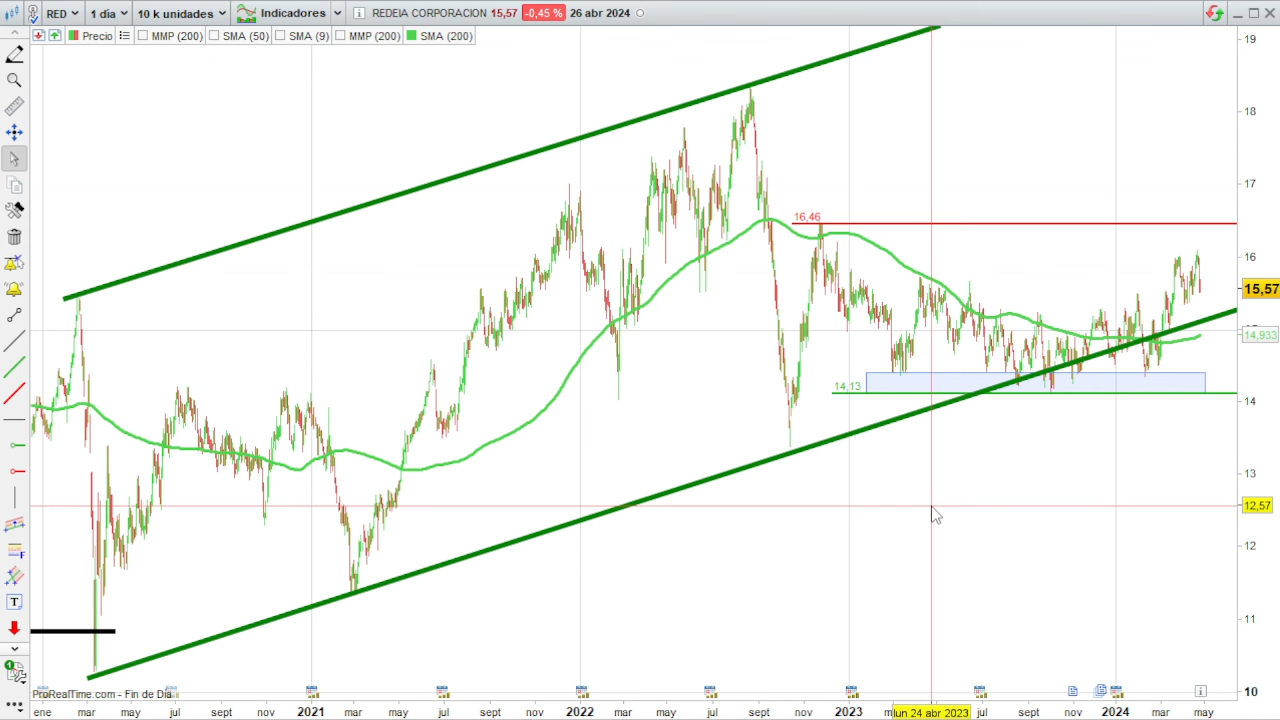 RED 1 día 10 k unidades Indicadores REDEIA CORPORACION 15,57 -0,45 % 26 abr 2024
Precio MMP (200) SMA (50) SMA (9) MMP (200) SMA (200)
19
18
17
16,46
16
15,57
14,933
14,13
14
13
12,57
12
11
10
T
F
1
i
ProRealTime.com - Fin de Día
ene mar may jul sept nov 2021 mar may jul sept nov 2022 mar may jul sept nov 2023 lun 24 abr 2023 jul sept nov 2024 mar may